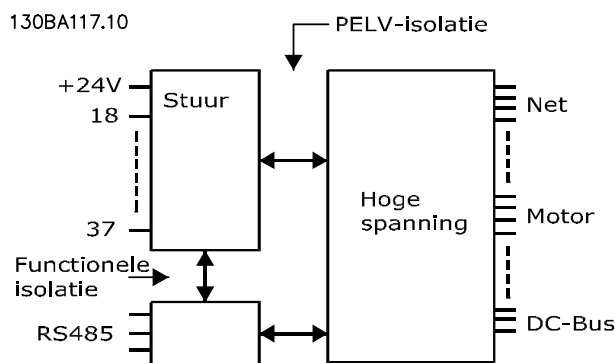 130BA117.10
PELV-isolatie
+24V
Stuur
18
Net
37
Hoge
spanning
Motor
Functionele
isolatie
RS485
DC-Bus